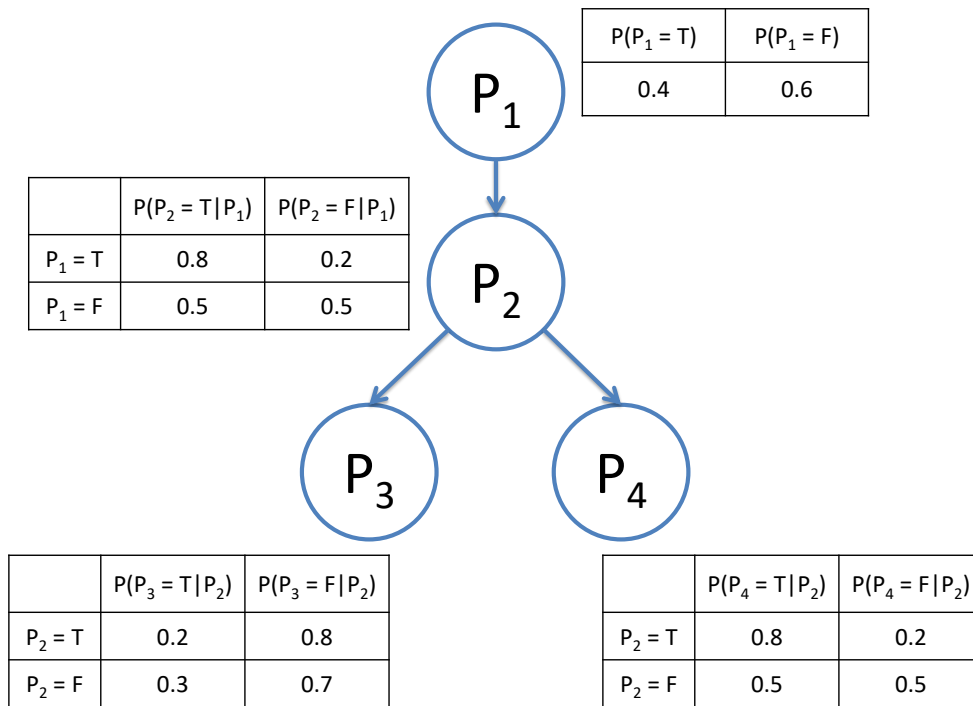 P₁
P(P₁ = T) P(P₁ = F)
0.4 0.6
P(P₂ = T|P₁) P(P₂ = F|P₁)
P₁ = T 0.8 0.2
P₁ = F 0.5 0.5
P₂
P₃
P₄
P(P₃ = T|P₂) P(P₃ = F|P₂)
P₂ = T 0.2 0.8
P₂ = F 0.3 0.7
P(P₄ = T|P₂) P(P₄ = F|P₂)
P₂ = T 0.8 0.2
P₂ = F 0.5 0.5